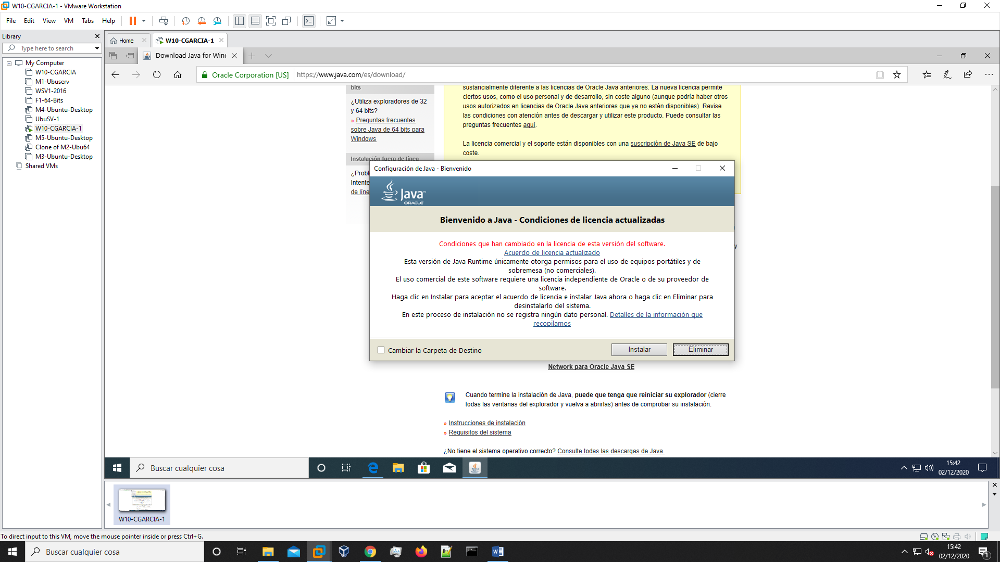 W10-CGARCIA-1 - VMware Workstation
File Edit View VM Tabs Help
Library
Type here to search
My Computer
W10-CGARCIA
M1-Ubuserv
WSV1-2016
F1-64-Bits
M4-Ubuntu-Desktop
UbuSV-1
W10-CGARCIA-1
M5-Ubuntu-Desktop
Clone of M2-Ubu64
M3-Ubuntu-Desktop
Shared VMs
Home
W10-CGARCIA-1
Download Java for Winc
Oracle Corporation [US]
https://www.java.com/es/download/
bits
¿Utiliza exploradores de 32
y 64 bits?
» Preguntas frecuentes
sobre Java de 64 bits para
Windows
Instalación fuera de línea
¿Probl
Intente
de líne
sustancialmente diferente a las licencias de Oracle Java anteriores. La nueva licencia permite
ciertos usos, como el uso personal y de desarrollo, sin coste alguno (aunque podría haber otros
usos autorizados en licencias de Oracle Java anteriores que ya no estén disponibles). Revise
las condiciones con atención antes de descargar y utilizar este producto. Puede consultar las
preguntas frecuentes aquí.
La licencia comercial y el soporte están disponibles con una suscripción de Java SE de bajo
coste.
Configuración de Java - Bienvenido
Java™
ORACLE
Bienvenido a Java - Condiciones de licencia actualizadas
Condiciones que han cambiado en la licencia de esta versión del software.
Acuerdo de licencia actualizado
Esta versión de Java Runtime únicamente otorga permisos para el uso de equipos portátiles y de
sobremesa (no comerciales).
El uso comercial de este software requiere una licencia independiente de Oracle o de su proveedor de
software.
Haga clic en Instalar para aceptar el acuerdo de licencia e instalar Java ahora o haga clic en Eliminar para
desinstalarlo del sistema.
En este proceso de instalación no se registra ningún dato personal. Detalles de la información que
recopilamos
Cambiar la Carpeta de Destino
Instalar
Eliminar
y
Network para Oracle Java SE
Cuando termine la instalación de Java, puede que tenga que reiniciar su explorador (cierre
todas las ventanas del explorador y vuelva a abrirlas) antes de comprobar su instalación.
» Instrucciones de instalación
» Requisitos del sistema
¿No tiene el sistema operativo correcto? Consulte todas las descargas de Java.
Buscar cualquier cosa
15:42
02/12/2020
W10-CGARCIA-1
To direct input to this VM, move the mouse pointer inside or press Ctrl+G.
Buscar cualquier cosa
15:42
02/12/2020
1